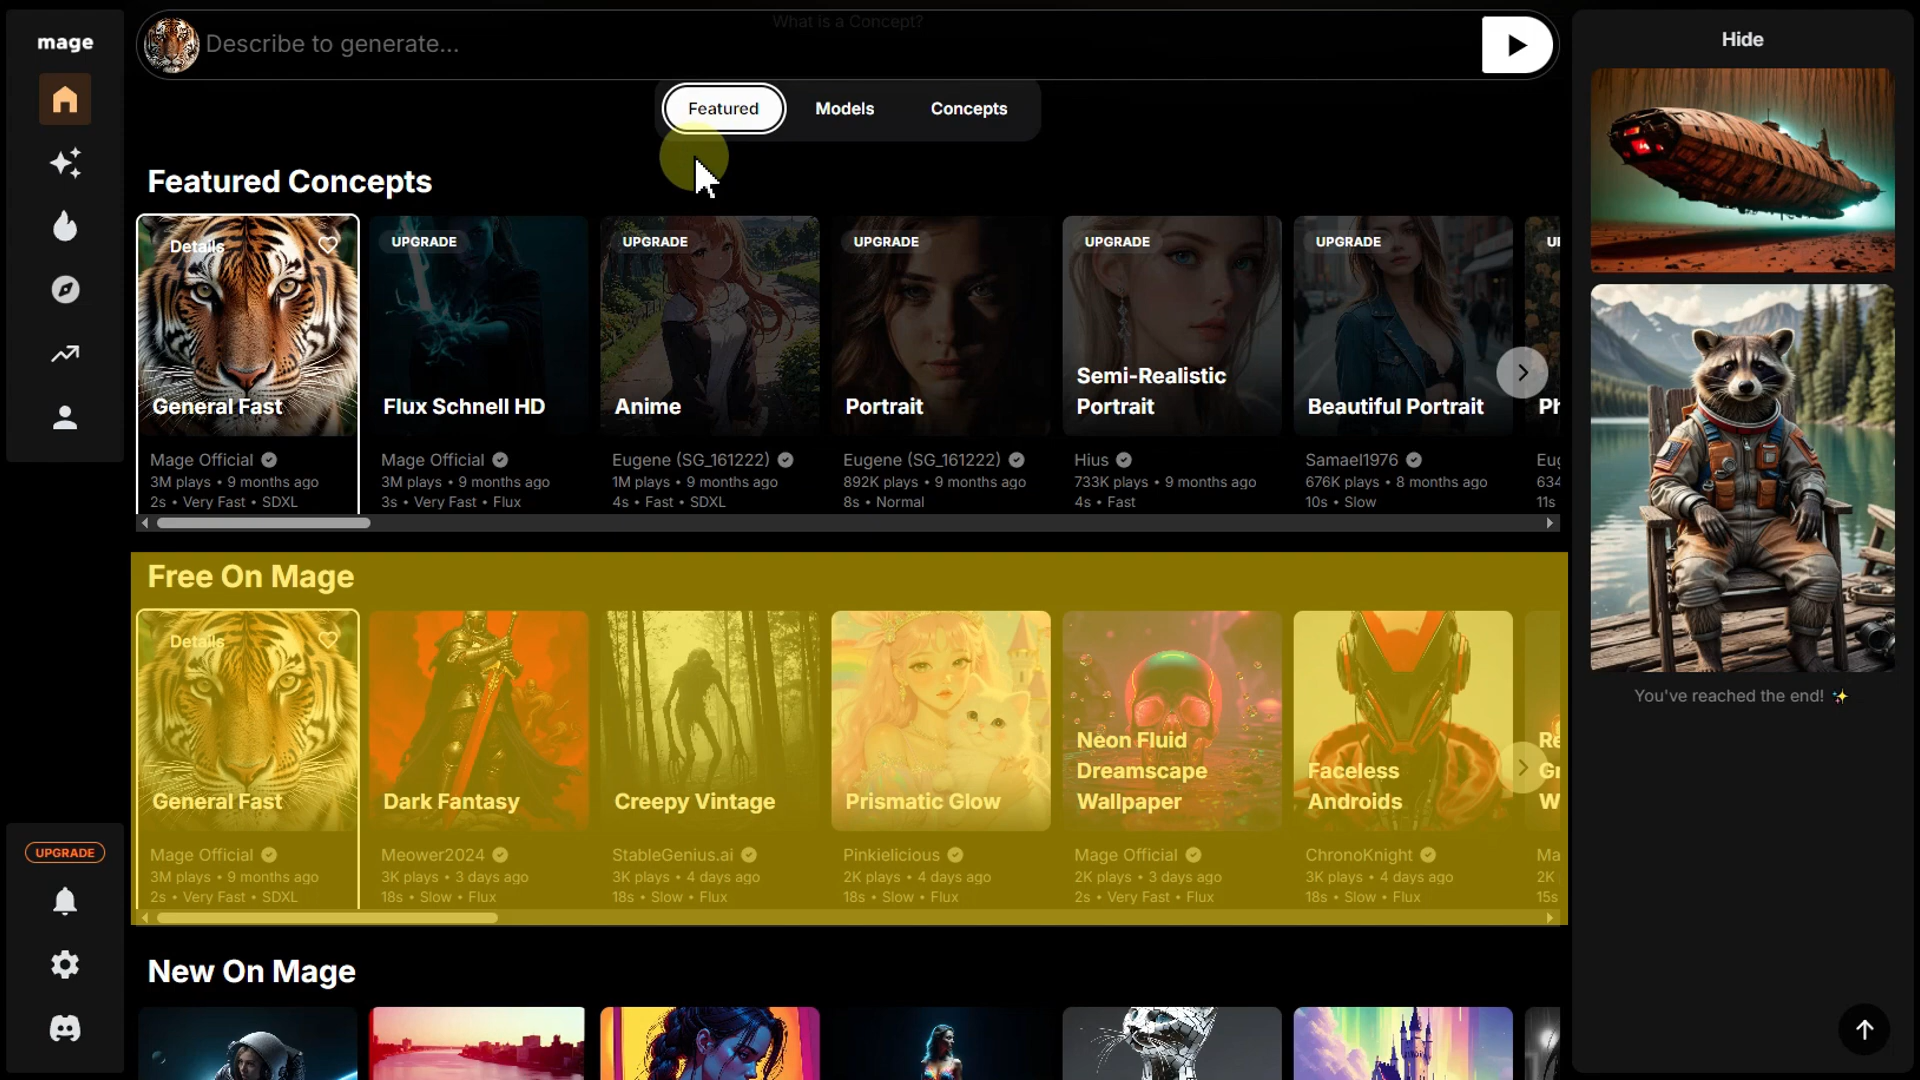 mage
What is a Concept?
Describe to generate...
Hide
Featured
Models
Concepts
Featured Concepts
Details
UPGRADE
UPGRADE
UPGRADE
UPGRADE
UPGRADE
General Fast
Flux Schnell HD
Anime
Portrait
Semi-Realistic
Portrait
Beautiful Portrait
Mage Official
3M plays • 9 months ago
2s • Very Fast • SDXL
Mage Official
3M plays • 9 months ago
3s • Very Fast • Flux
Eugene (SG_161222)
1M plays • 9 months ago
4s • Fast • SDXL
Eugene (SG_161222)
892K plays • 9 months ago
8s • Normal
Hius
733K plays • 9 months ago
4s • Fast
Samael1976
676K plays • 8 months ago
10s • Slow
11s
Free On Mage
Details
General Fast
Dark Fantasy
Creepy Vintage
Prismatic Glow
Neon Fluid
Dreamscape
Wallpaper
Faceless
Androids
Mage Official
3M plays • 9 months ago
2s • Very Fast • SDXL
Meower2024
3K plays • 3 days ago
18s • Slow • Flux
StableGenius.ai
3K plays • 4 days ago
18s • Slow • Flux
Pinkielicious
2K plays • 4 days ago
18s • Slow • Flux
Mage Official
2K plays • 3 days ago
2s • Very Fast • Flux
ChronoKnight
3K plays • 4 days ago
18s • Slow • Flux
2K
15s
New On Mage
You've reached the end! ✨
UPGRADE